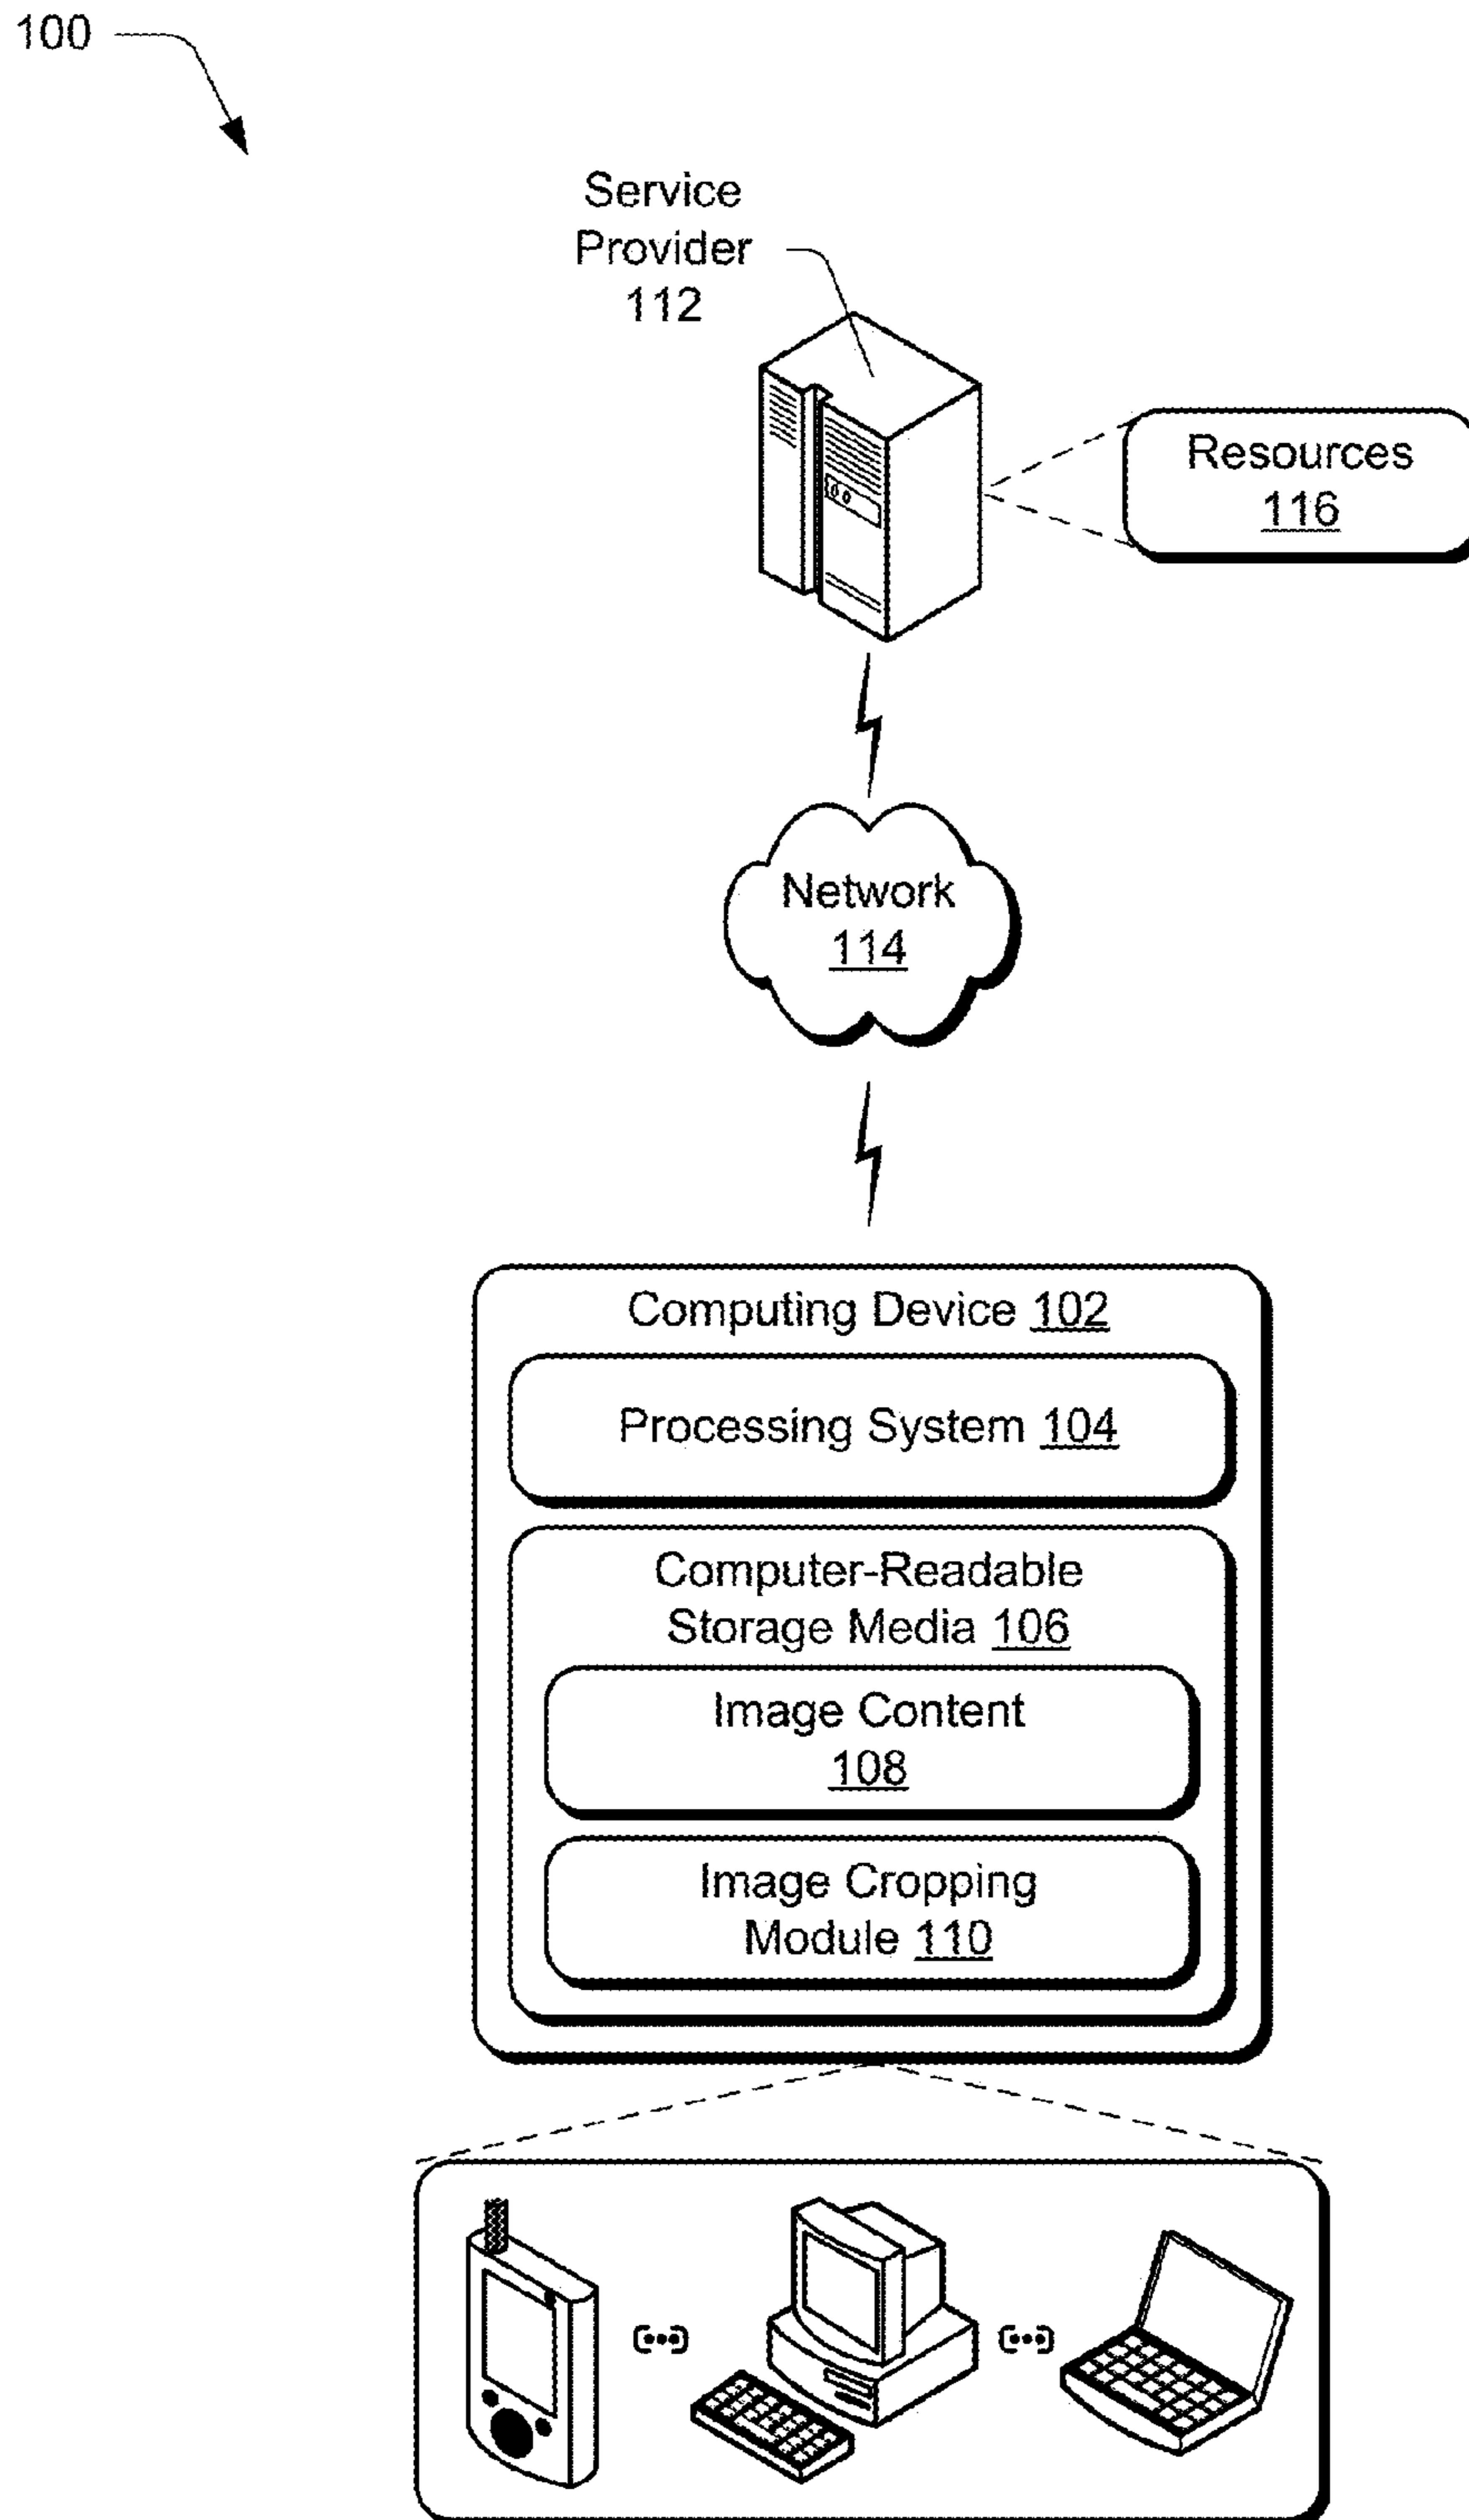 100
Service
Provider
112
Resources
116
Network
114
Computing Device 102
Processing System 104
Computer-Readable
Storage Media 106
Image Content
108
Image Cropping
Module 110